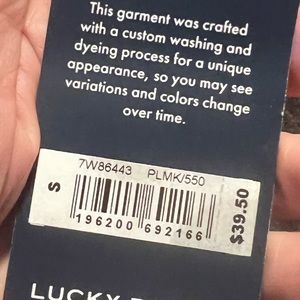 This garment was crafted
with a custom washing and
dyeing process for a unique
appearance, so you may see
variations and colors change
over time.
7W86443 PLMK/550
S
196200 692166
$39.50
LUCKY